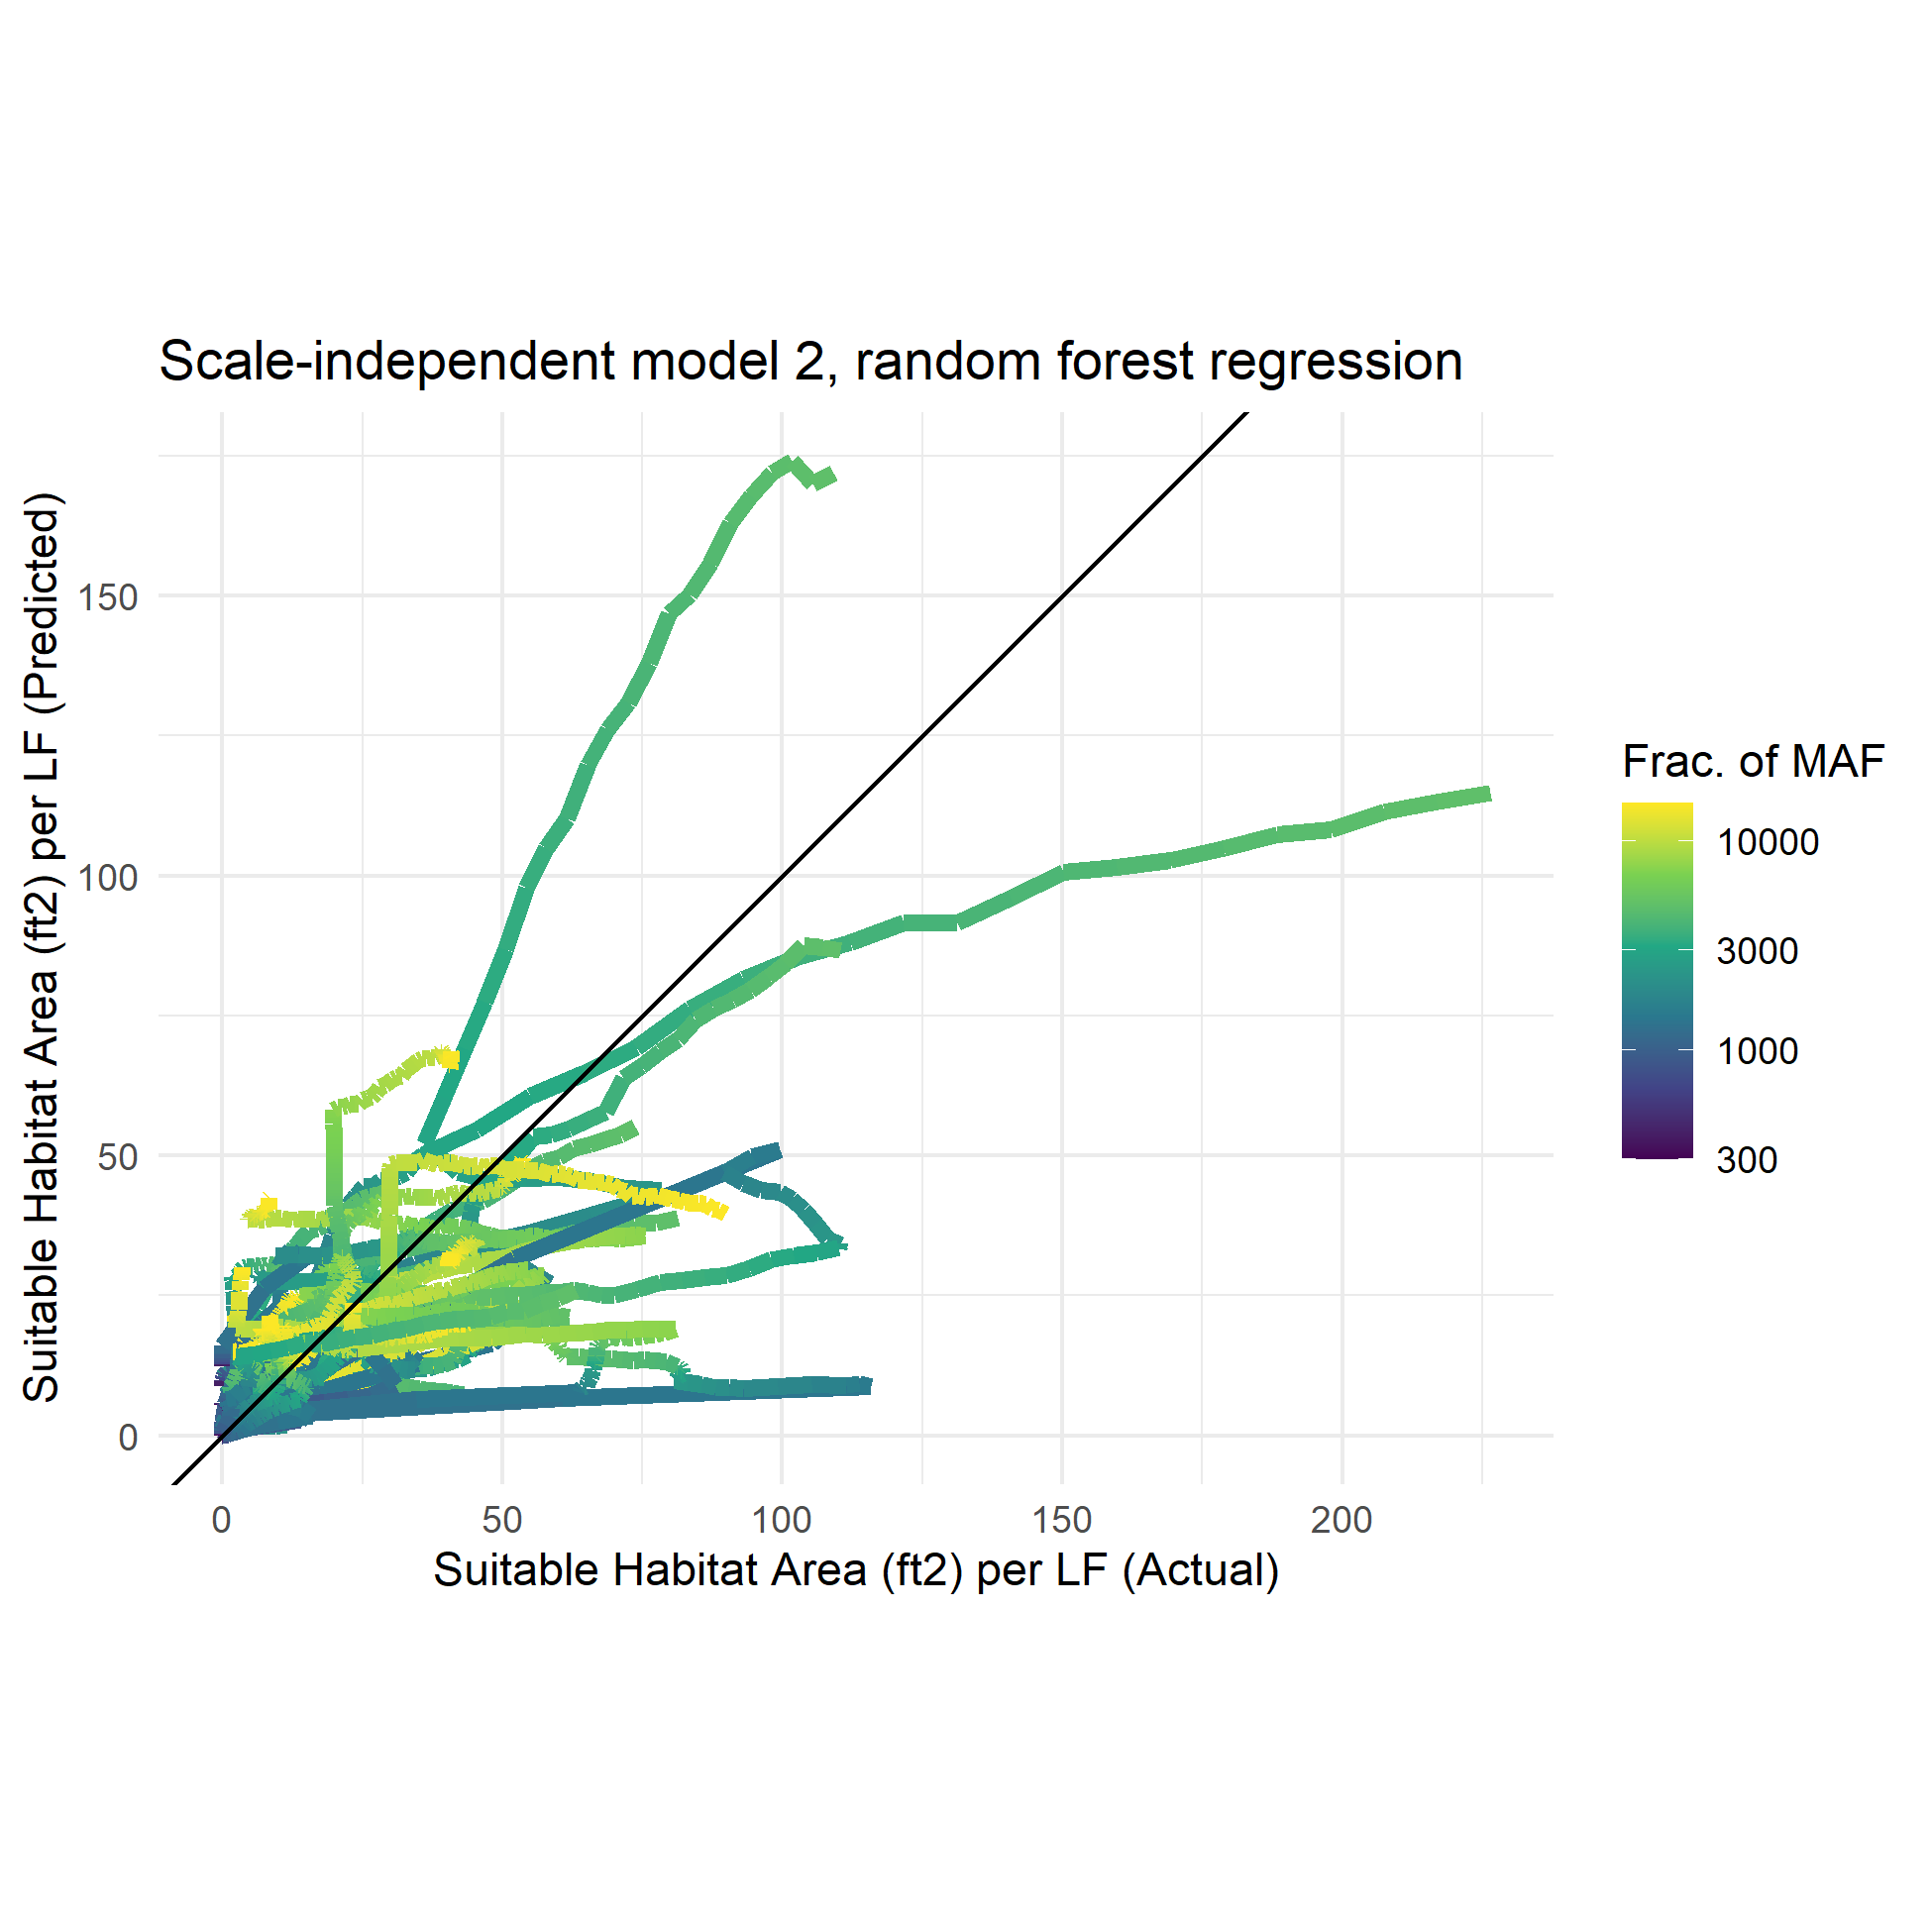 Scale-independent model 2, random forest regression
Suitable Habitat Area (ft2) per LF (Predicted)
150
100
50
0
0 50 100 150 200
Suitable Habitat Area (ft2) per LF (Actual)
Frac. of MAF
10000
3000
1000
300